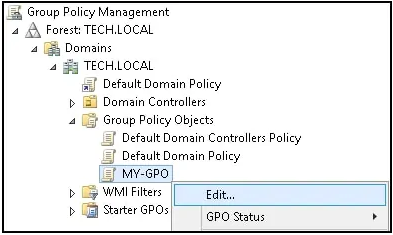 Group Policy Management
Forest: TECH.LOCAL
Domains
TECH.LOCAL
Default Domain Policy
Domain Controllers
Group Policy Objects
Default Domain Controllers Policy
Default Domain Policy
MY-GPO
WMI Filters
Edit...
Starter GPOs
GPO Status